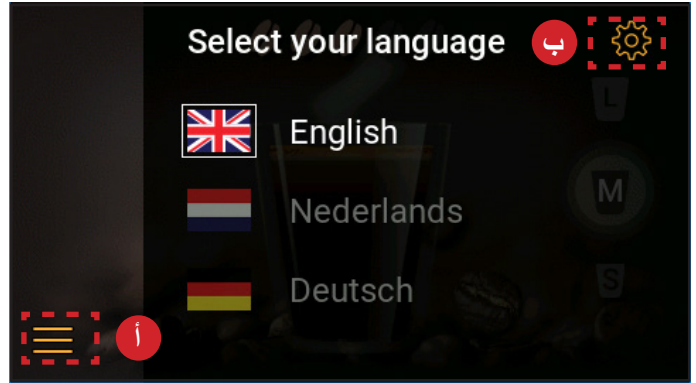 Select your language
ب
English
L
Nederlands
M
Deutsch
S
أ